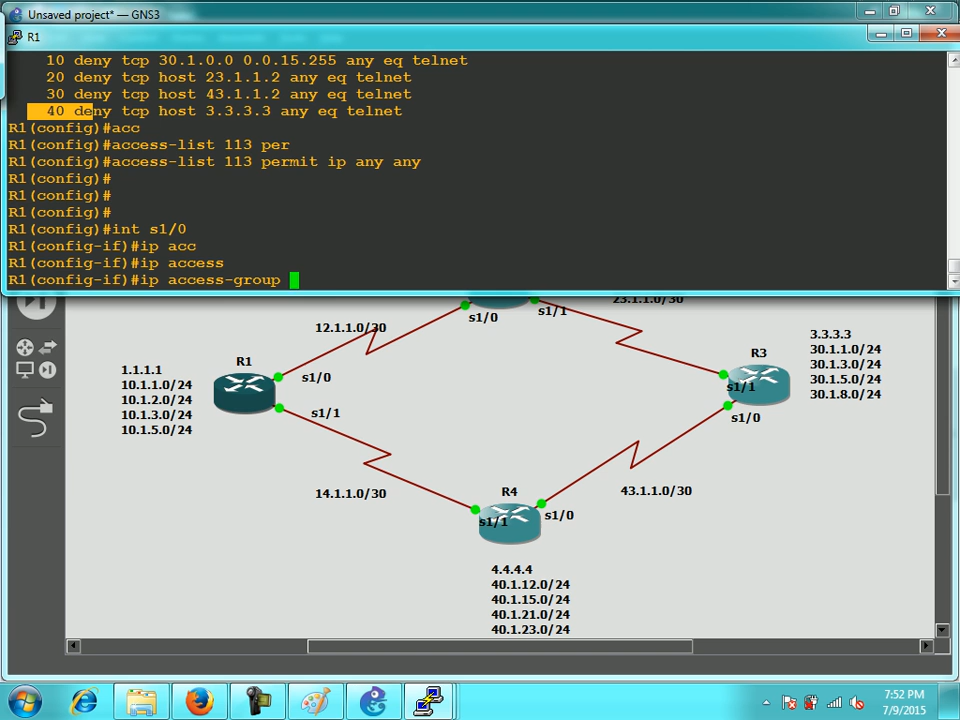 Unsaved project* — GNS3
R1
10 deny tcp 30.1.0.0 0.0.15.255 any eq telnet
20 deny tcp host 23.1.1.2 any eq telnet
30 deny tcp host 43.1.1.2 any eq telnet
40 deny tcp host 3.3.3.3 any eq telnet
R1(config)#acc
R1(config)#access-list 113 per
R1(config)#access-list 113 permit ip any any
R1(config)#
R1(config)#
R1(config)#
R1(config)#int s1/0
R1(config-if)#ip acc
R1(config-if)#ip access
R1(config-if)#ip access-group
23.1.1.0/30
s1/0
s1/1
12.1.1.0/30
R1
s1/0
1.1.1.1
10.1.1.0/24
10.1.2.0/24
10.1.3.0/24
10.1.5.0/24
s1/1
R3
s1/1
s1/0
3.3.3.3
30.1.1.0/24
30.1.3.0/24
30.1.5.0/24
30.1.8.0/24
14.1.1.0/30
43.1.1.0/30
R4
s1/1
s1/0
4.4.4.4
40.1.12.0/24
40.1.15.0/24
40.1.21.0/24
40.1.23.0/24
7:52 PM
7/9/2015